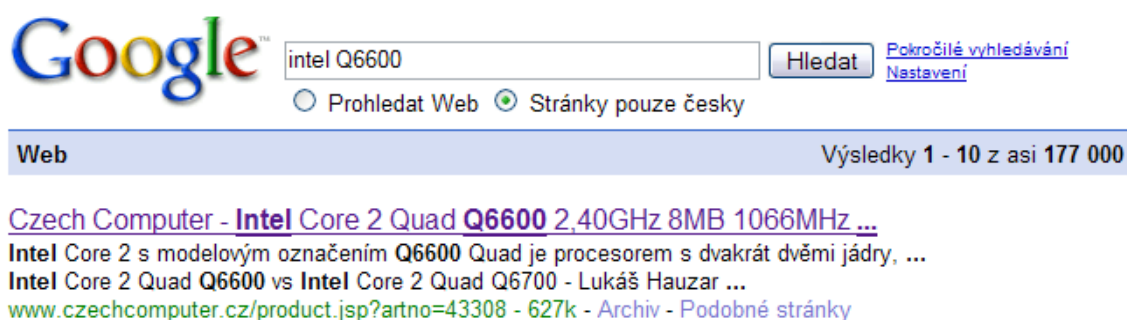 Google™
intel Q6600 Hledat Pokročilé vyhledávání
Nastavení
Prohledat Web Stránky pouze česky
Web Výsledky 1 - 10 z asi 177 000
Czech Computer - Intel Core 2 Quad Q6600 2,40GHz 8MB 1066MHz ...
Intel Core 2 s modelovým označením Q6600 Quad je procesorem s dvakrát dvěmi jádry, ...
Intel Core 2 Quad Q6600 vs Intel Core 2 Quad Q6700 - Lukáš Hauzar ...
www.czechcomputer.cz/product.jsp?artno=43308 - 627k - Archiv - Podobné stránky